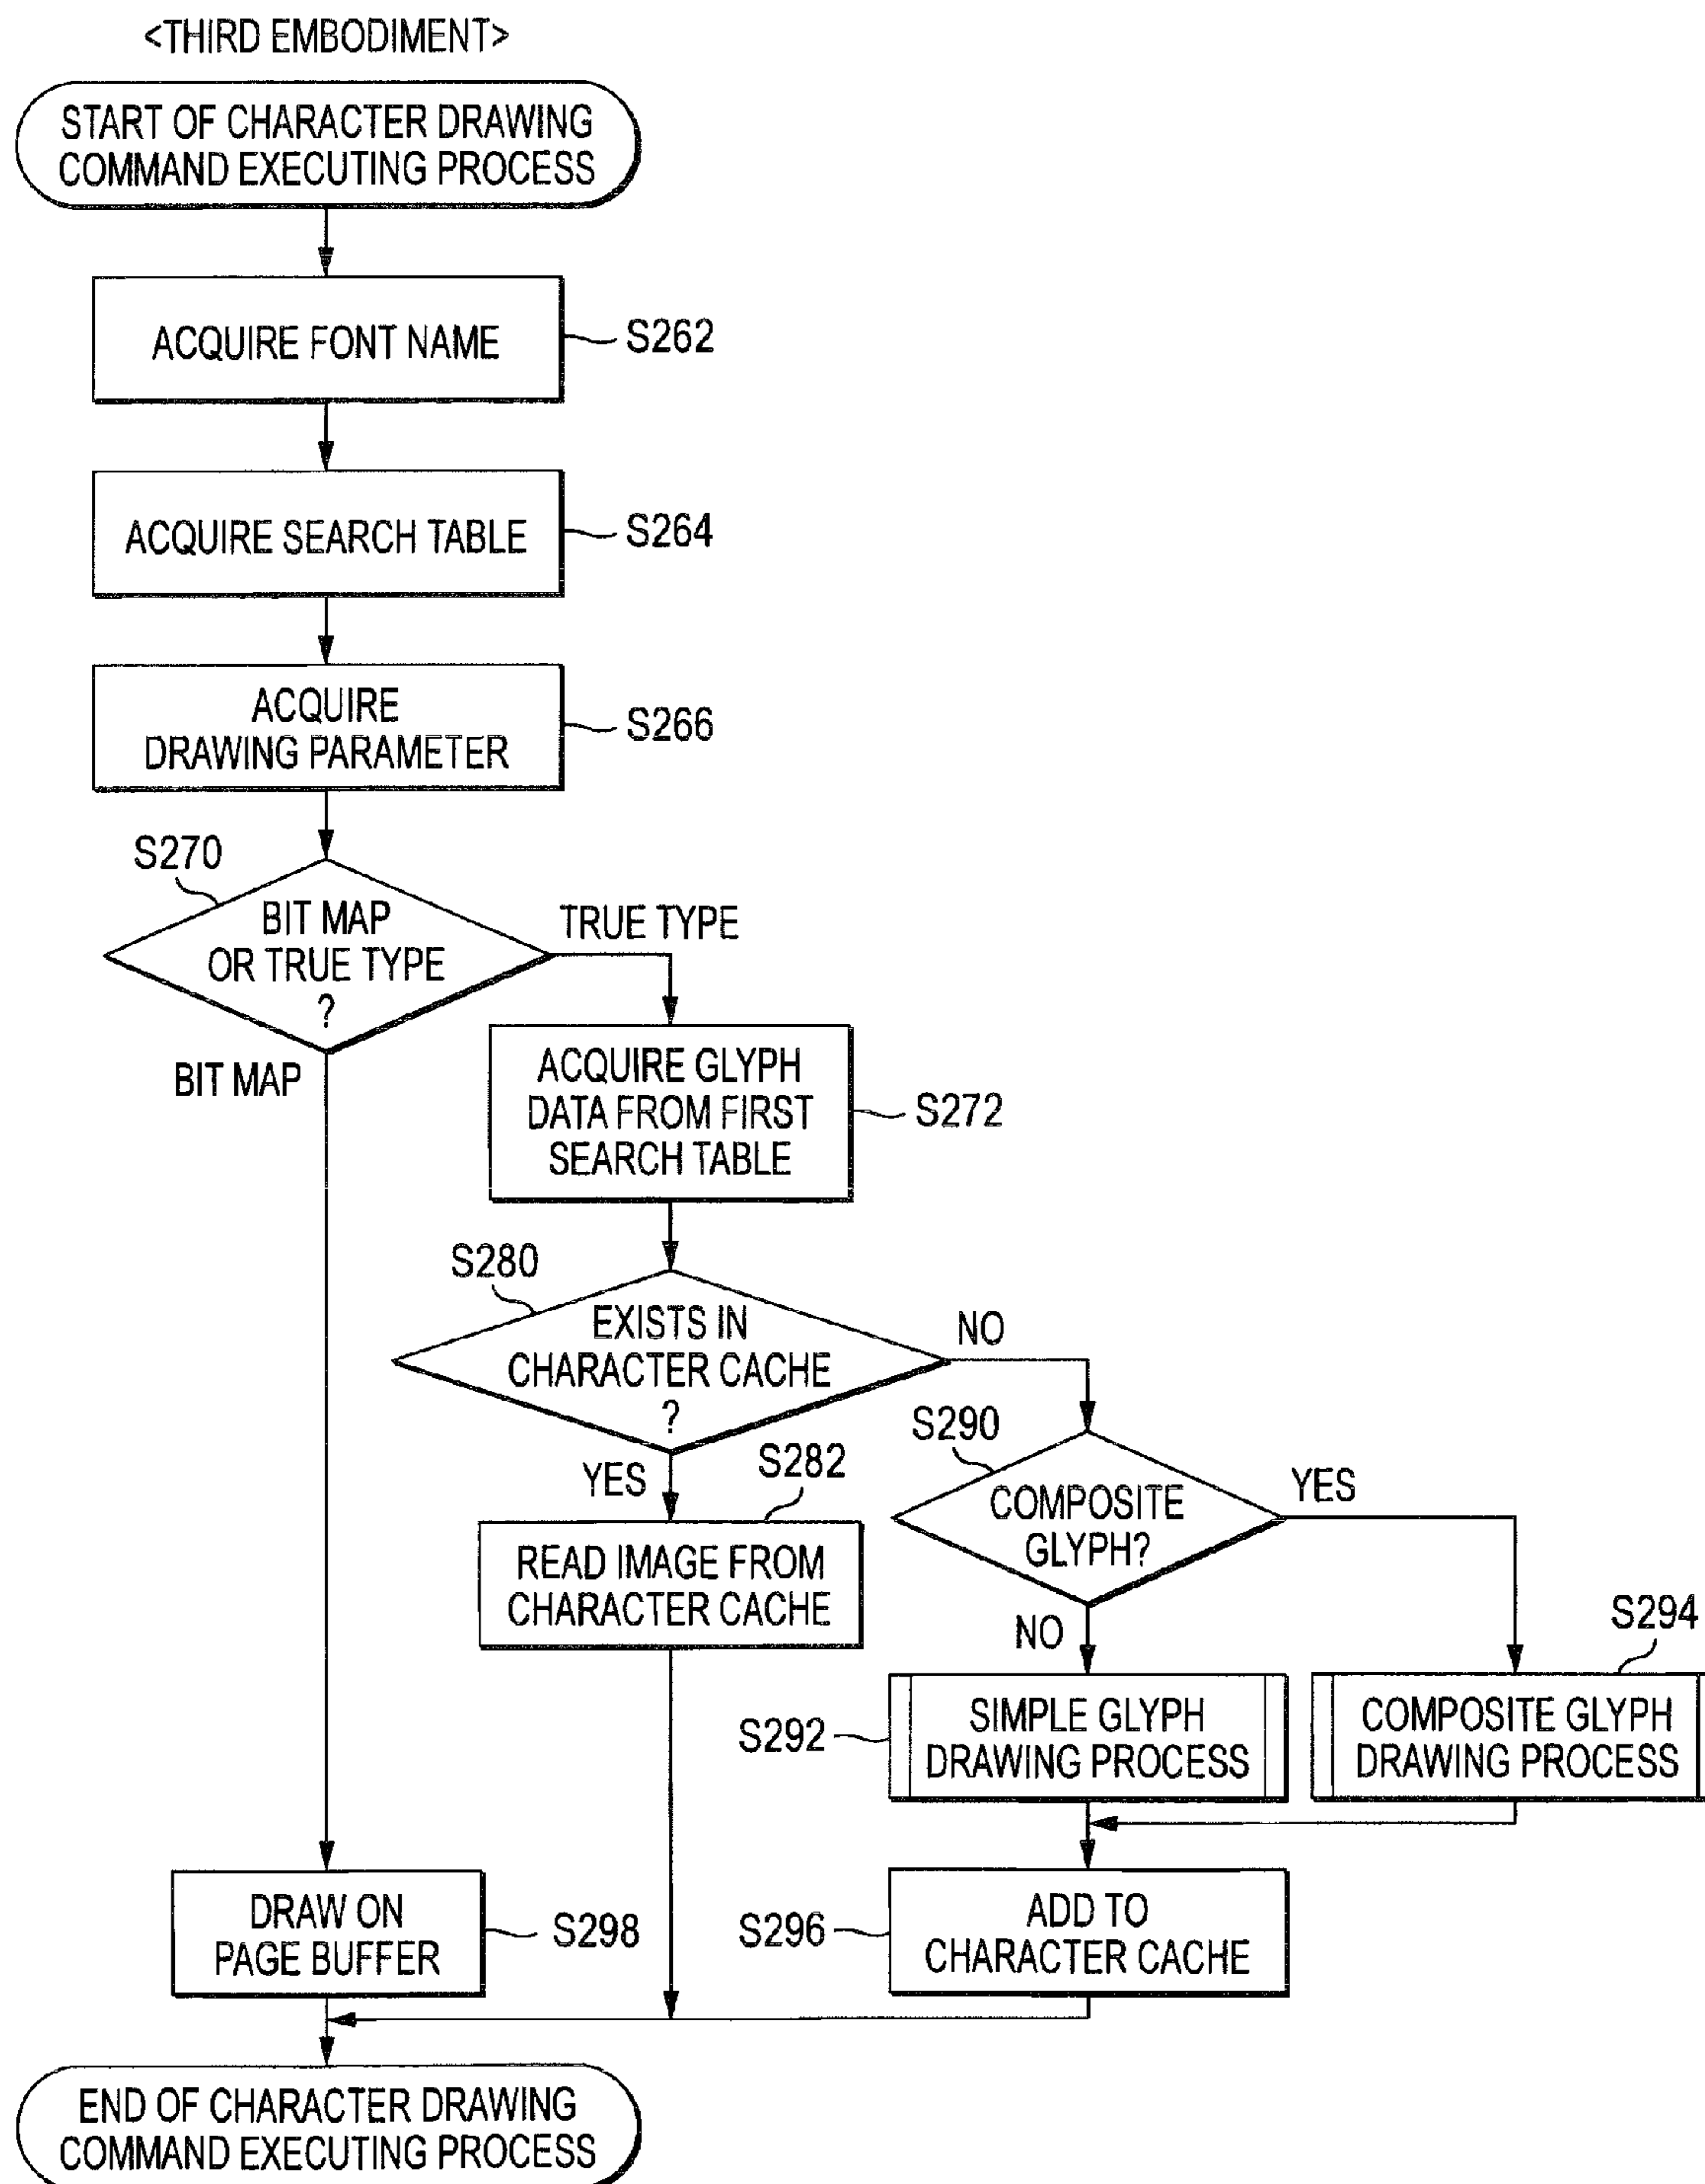 <THIRD EMBODIMENT>
START OF CHARACTER DRAWING
COMMAND EXECUTING PROCESS
ACQUIRE FONT NAME
S262
ACQUIRE SEARCH TABLE
S264
ACQUIRE
DRAWING PARAMETER
S266
S270
BIT MAP
OR TRUE TYPE
?
TRUE TYPE
BIT MAP
ACQUIRE GLYPH
DATA FROM FIRST
SEARCH TABLE
S272
S280
EXISTS IN
CHARACTER CACHE
?
NO
YES
S282
READ IMAGE FROM
CHARACTER CACHE
S290
COMPOSITE
GLYPH?
YES
NO
S292
SIMPLE GLYPH
DRAWING PROCESS
S294
COMPOSITE GLYPH
DRAWING PROCESS
DRAW ON
PAGE BUFFER
S298
S296
ADD TO
CHARACTER CACHE
END OF CHARACTER DRAWING
COMMAND EXECUTING PROCESS